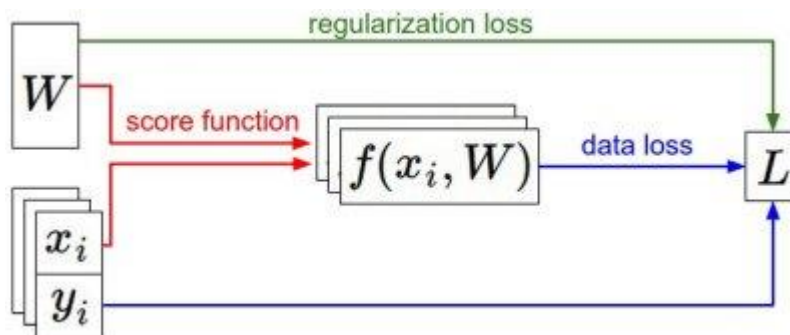 regularization loss
W
score function
f(x_i, W)
data loss
L
x_i
y_i